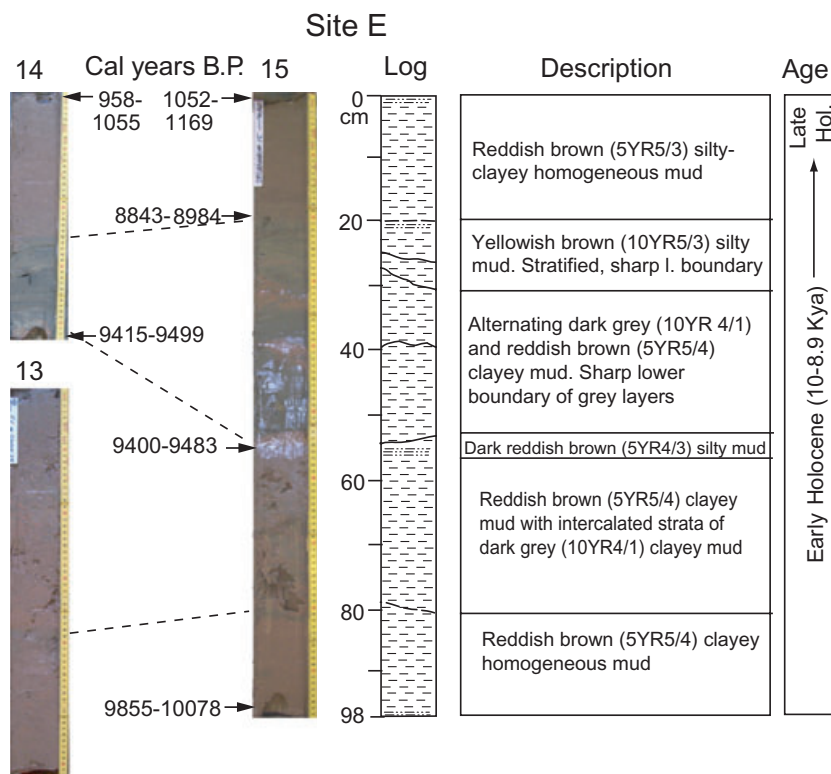 Site E
14
Cal years B.P.
15
Log
Description
Age
958-
1055
1052-
1169
8843-8984
9415-9499
13
9400-9483
9855-10078
0
cm
20
40
60
80
98
Reddish brown (5YR5/3) silty-
clayey homogeneous mud
Yellowish brown (10YR5/3) silty
mud. Stratified, sharp l. boundary
Alternating dark grey (10YR 4/1)
and reddish brown (5YR5/4)
clayey mud. Sharp lower
boundary of grey layers
Dark reddish brown (5YR4/3) silty mud
Reddish brown (5YR5/4) clayey
mud with intercalated strata of
dark grey (10YR4/1) clayey mud
Reddish brown (5YR5/4) clayey
homogeneous mud
Late
Hol.
Early Holocene (10-8.9 Kya)